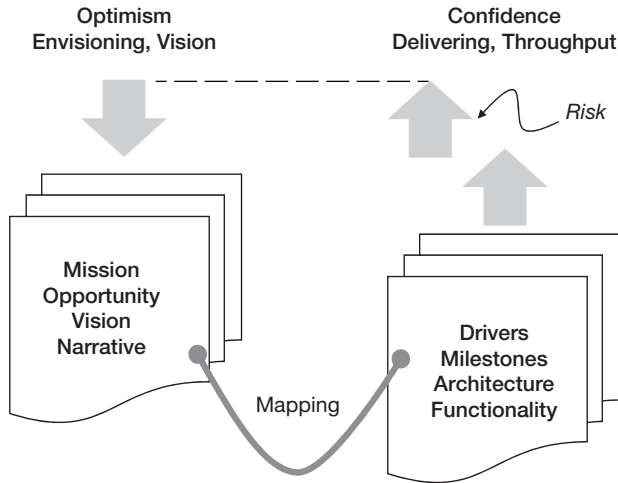 Optimism
Envisioning, Vision
Confidence
Delivering, Throughput
Risk
Mission
Opportunity
Vision
Narrative
Drivers
Milestones
Architecture
Functionality
Mapping